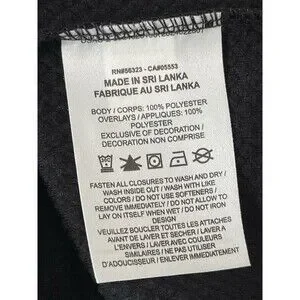 RN#56323 - CA#05553
MADE IN SRI LANKA
FABRIQUE AU SRI LANKA
BODY / CORPS: 100% POLYESTER
OVERLAYS / APPLIQUES: 100%
POLYESTER
EXCLUSIVE OF DECORATION /
DECORATION NON COMPRISE
FASTEN ALL CLOSURES TO WASH AND DRY /
WASH INSIDE OUT / WASH WITH LIKE
COLORS / DO NOT USE SOFTENERS /
REMOVE IMMEDIATELY / DO NOT ALLOW TO
LAY ON ITSELF WHEN WET / DO NOT IRON TO
DESIGN
VEUILLEZ BOUCLER TOUTES LES ATTACHES
AVANT LAVER ET SECHER / LAVER A
L'ENVERS / LAVER AVEC COULEURS
SEMBLABLES / NE PAS UTILISER
D'ADOUCISSEUR / ENLEVER IMMEDIATEMENT /